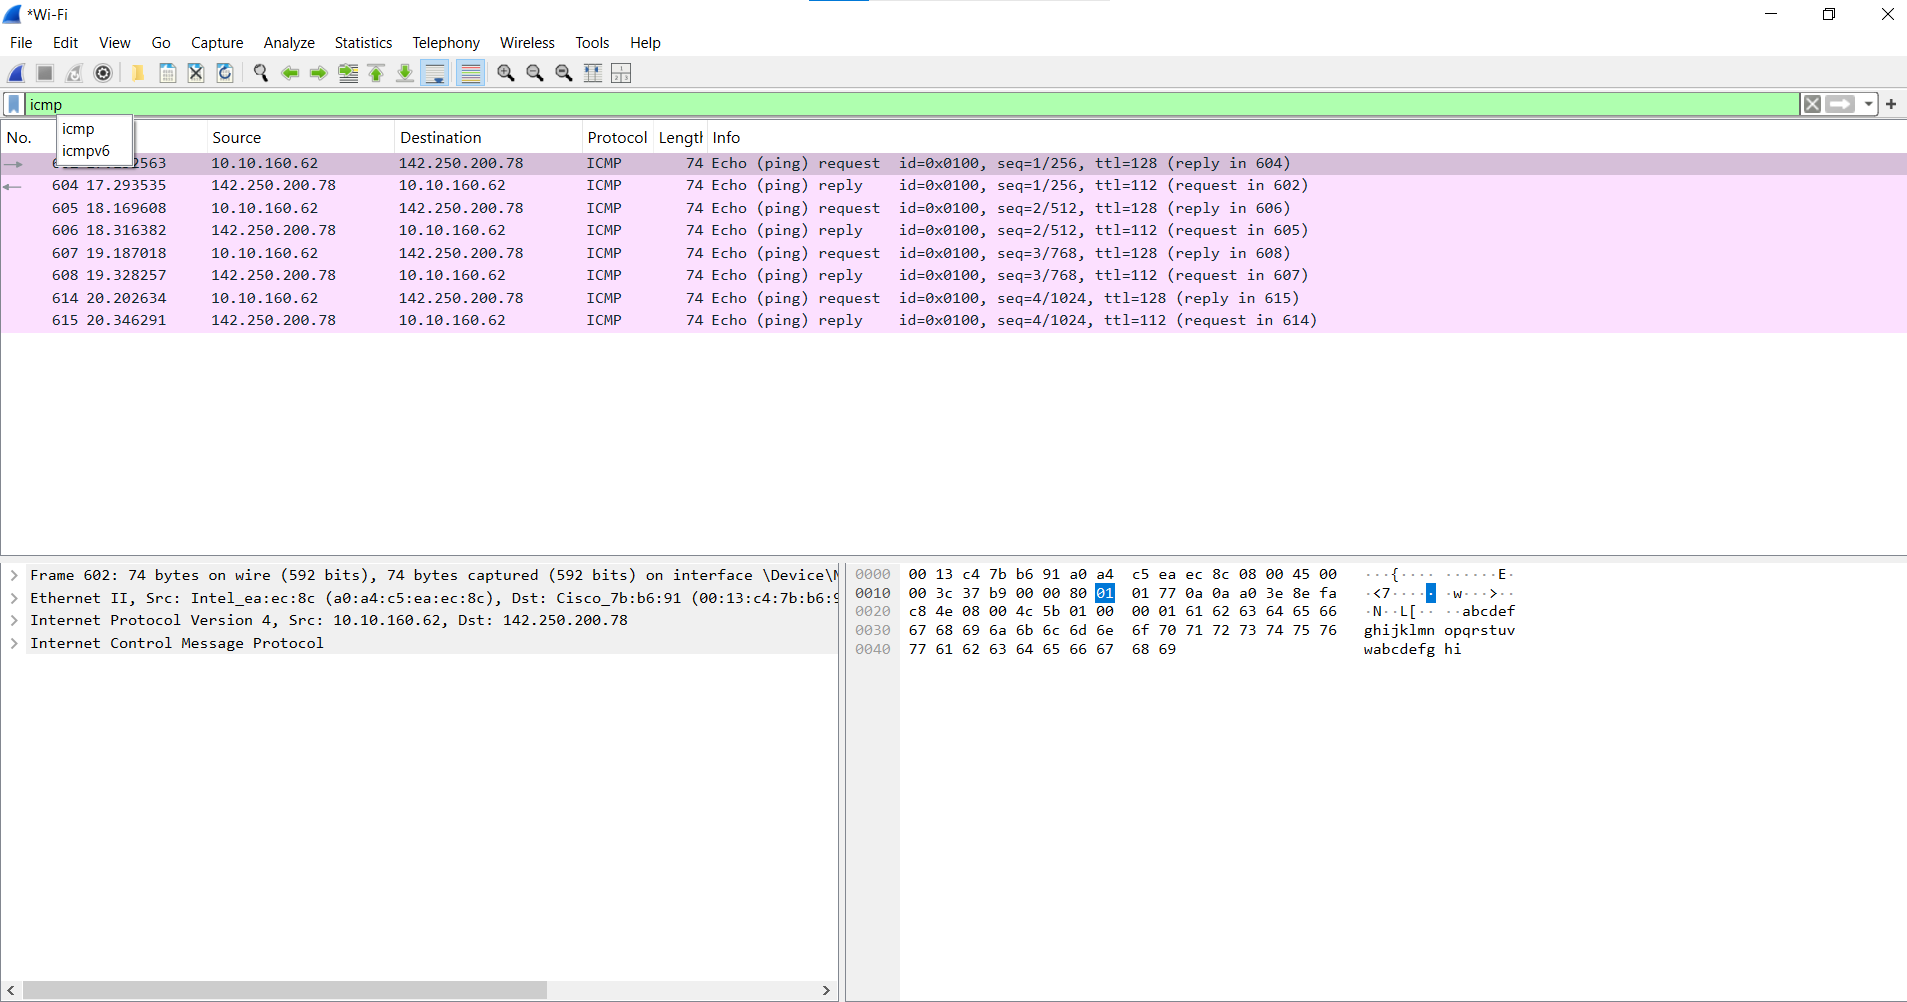 *Wi-Fi
File Edit View Go Capture Analyze Statistics Telephony Wireless Tools Help
icmp
icmp
icmpv6
No. Source Destination Protocol Length Info
2563 10.10.160.62 142.250.200.78 ICMP 74 Echo (ping) request id=0x0100, seq=1/256, ttl=128 (reply in 604)
604 17.293535 142.250.200.78 10.10.160.62 ICMP 74 Echo (ping) reply id=0x0100, seq=1/256, ttl=112 (request in 602)
605 18.169608 10.10.160.62 142.250.200.78 ICMP 74 Echo (ping) request id=0x0100, seq=2/512, ttl=128 (reply in 606)
606 18.316382 142.250.200.78 10.10.160.62 ICMP 74 Echo (ping) reply id=0x0100, seq=2/512, ttl=112 (request in 605)
607 19.187018 10.10.160.62 142.250.200.78 ICMP 74 Echo (ping) request id=0x0100, seq=3/768, ttl=128 (reply in 608)
608 19.328257 142.250.200.78 10.10.160.62 ICMP 74 Echo (ping) reply id=0x0100, seq=3/768, ttl=112 (request in 607)
614 20.202634 10.10.160.62 142.250.200.78 ICMP 74 Echo (ping) request id=0x0100, seq=4/1024, ttl=128 (reply in 615)
615 20.346291 142.250.200.78 10.10.160.62 ICMP 74 Echo (ping) reply id=0x0100, seq=4/1024, ttl=112 (request in 614)
Frame 602: 74 bytes on wire (592 bits), 74 bytes captured (592 bits) on interface \Device\N
Ethernet II, Src: Intel_ea:ec:8c (a0:a4:c5:ea:ec:8c), Dst: Cisco_7b:b6:91 (00:13:c4:7b:b6:9
Internet Protocol Version 4, Src: 10.10.160.62, Dst: 142.250.200.78
Internet Control Message Protocol
0000 00 13 c4 7b b6 91 a0 a4 c5 ea ec 8c 08 00 45 00 ···{···· ······E·
0010 00 3c 37 b9 00 00 80 01 01 77 0a 0a a0 3e 8e fa ·<7····· ·w···>··
0020 c8 4e 08 00 4c 5b 01 00 00 01 61 62 63 64 65 66 ·N··L[·· ··abcdef
0030 67 68 69 6a 6b 6c 6d 6e 6f 70 71 72 73 74 75 76 ghijklmn opqrstuv
0040 77 61 62 63 64 65 66 67 68 69 wabcdefg hi